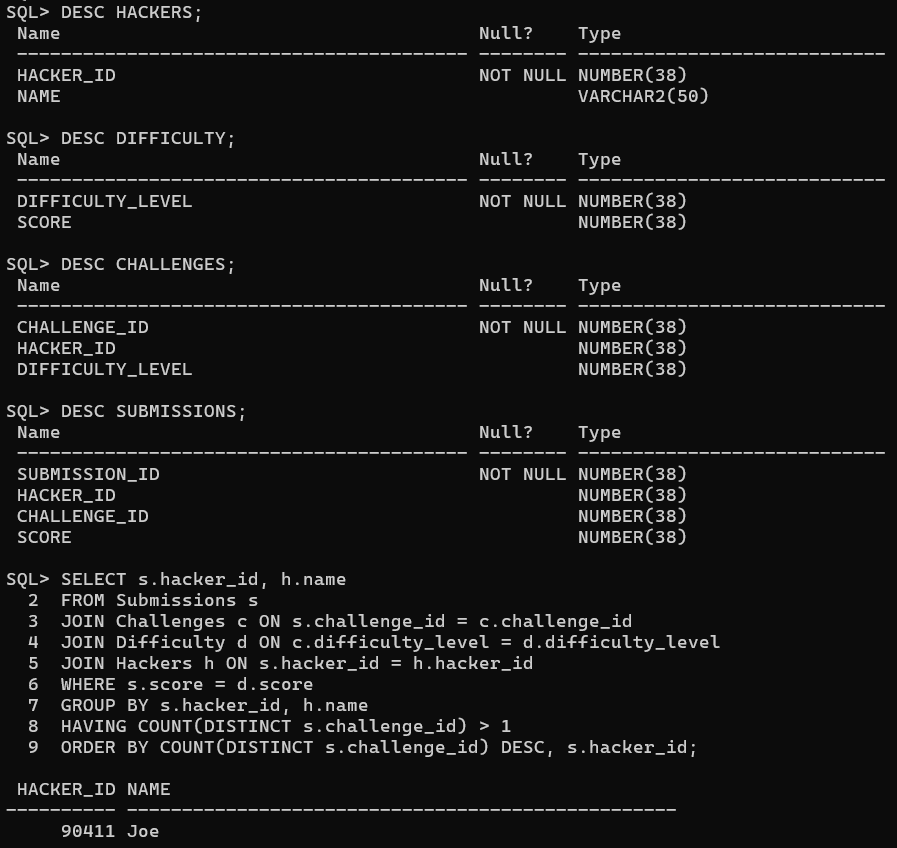 SQL> DESC HACKERS;
 Name                                      Null?    Type
 ----------------------------------------- -------- ----------------------------
 HACKER_ID                                 NOT NULL NUMBER(38)
 NAME                                               VARCHAR2(50)

SQL> DESC DIFFICULTY;
 Name                                      Null?    Type
 ----------------------------------------- -------- ----------------------------
 DIFFICULTY_LEVEL                          NOT NULL NUMBER(38)
 SCORE                                              NUMBER(38)

SQL> DESC CHALLENGES;
 Name                                      Null?    Type
 ----------------------------------------- -------- ----------------------------
 CHALLENGE_ID                              NOT NULL NUMBER(38)
 HACKER_ID                                          NUMBER(38)
 DIFFICULTY_LEVEL                                   NUMBER(38)

SQL> DESC SUBMISSIONS;
 Name                                      Null?    Type
 ----------------------------------------- -------- ----------------------------
 SUBMISSION_ID                             NOT NULL NUMBER(38)
 HACKER_ID                                          NUMBER(38)
 CHALLENGE_ID                                       NUMBER(38)
 SCORE                                              NUMBER(38)

SQL> SELECT s.hacker_id, h.name
  2  FROM Submissions s
  3  JOIN Challenges c ON s.challenge_id = c.challenge_id
  4  JOIN Difficulty d ON c.difficulty_level = d.difficulty_level
  5  JOIN Hackers h ON s.hacker_id = h.hacker_id
  6  WHERE s.score = d.score
  7  GROUP BY s.hacker_id, h.name
  8  HAVING COUNT(DISTINCT s.challenge_id) > 1
  9  ORDER BY COUNT(DISTINCT s.challenge_id) DESC, s.hacker_id;

 HACKER_ID NAME
---------- --------------------------------------------------
     90411 Joe